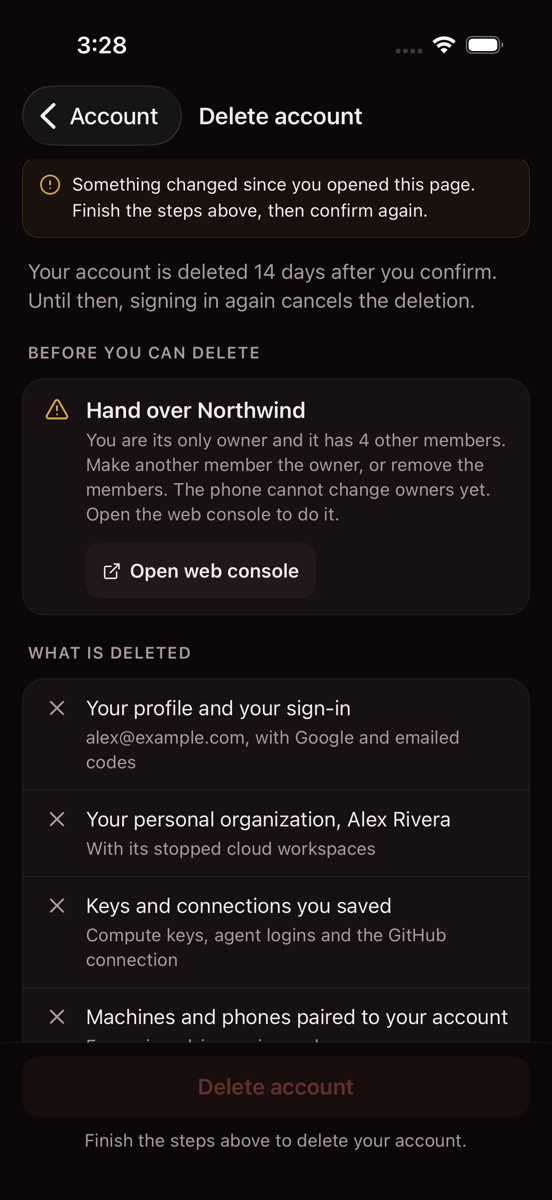 3:28
Account
Delete account
Something changed since you opened this page.
Finish the steps above, then confirm again.
Your account is deleted 14 days after you confirm.
Until then, signing in again cancels the deletion.
BEFORE YOU CAN DELETE
Hand over Northwind
You are its only owner and it has 4 other members.
Make another member the owner, or remove the
members. The phone cannot change owners yet.
Open the web console to do it.
Open web console
WHAT IS DELETED
Your profile and your sign-in
alex@example.com, with Google and emailed
codes
Your personal organization, Alex Rivera
With its stopped cloud workspaces
Keys and connections you saved
Compute keys, agent logins and the GitHub
connection
Machines and phones paired to your account
Delete account
Finish the steps above to delete your account.